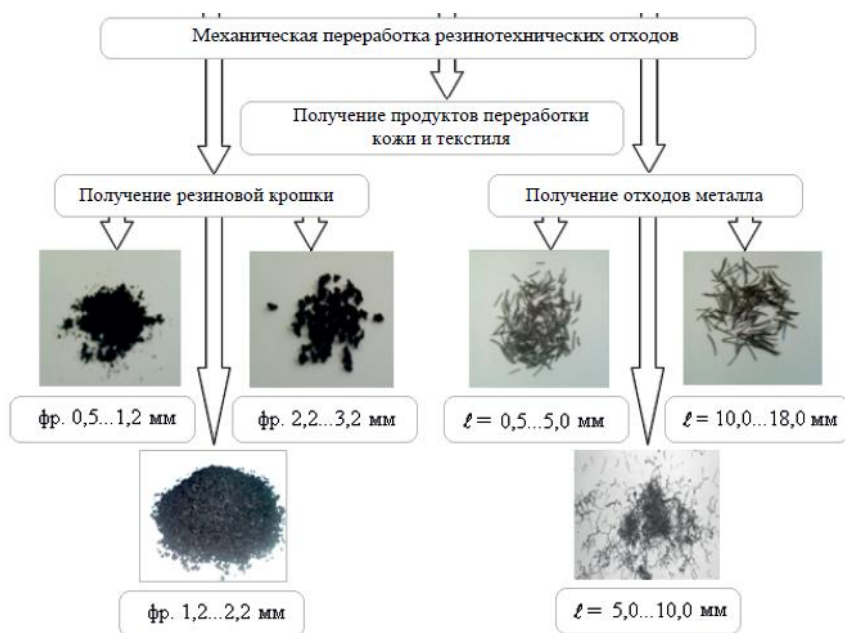 Механическая переработка резинотехнических отходов
Получение продуктов переработки
кожи и текстиля
Получение резиновой крошки
Получение отходов металла
фр. 0,5...1,2 мм
фр. 2,2...3,2 мм
ℓ = 0,5...5,0 мм
ℓ = 10,0...18,0 мм
фр. 1,2...2,2 мм
ℓ = 5,0...10,0 мм